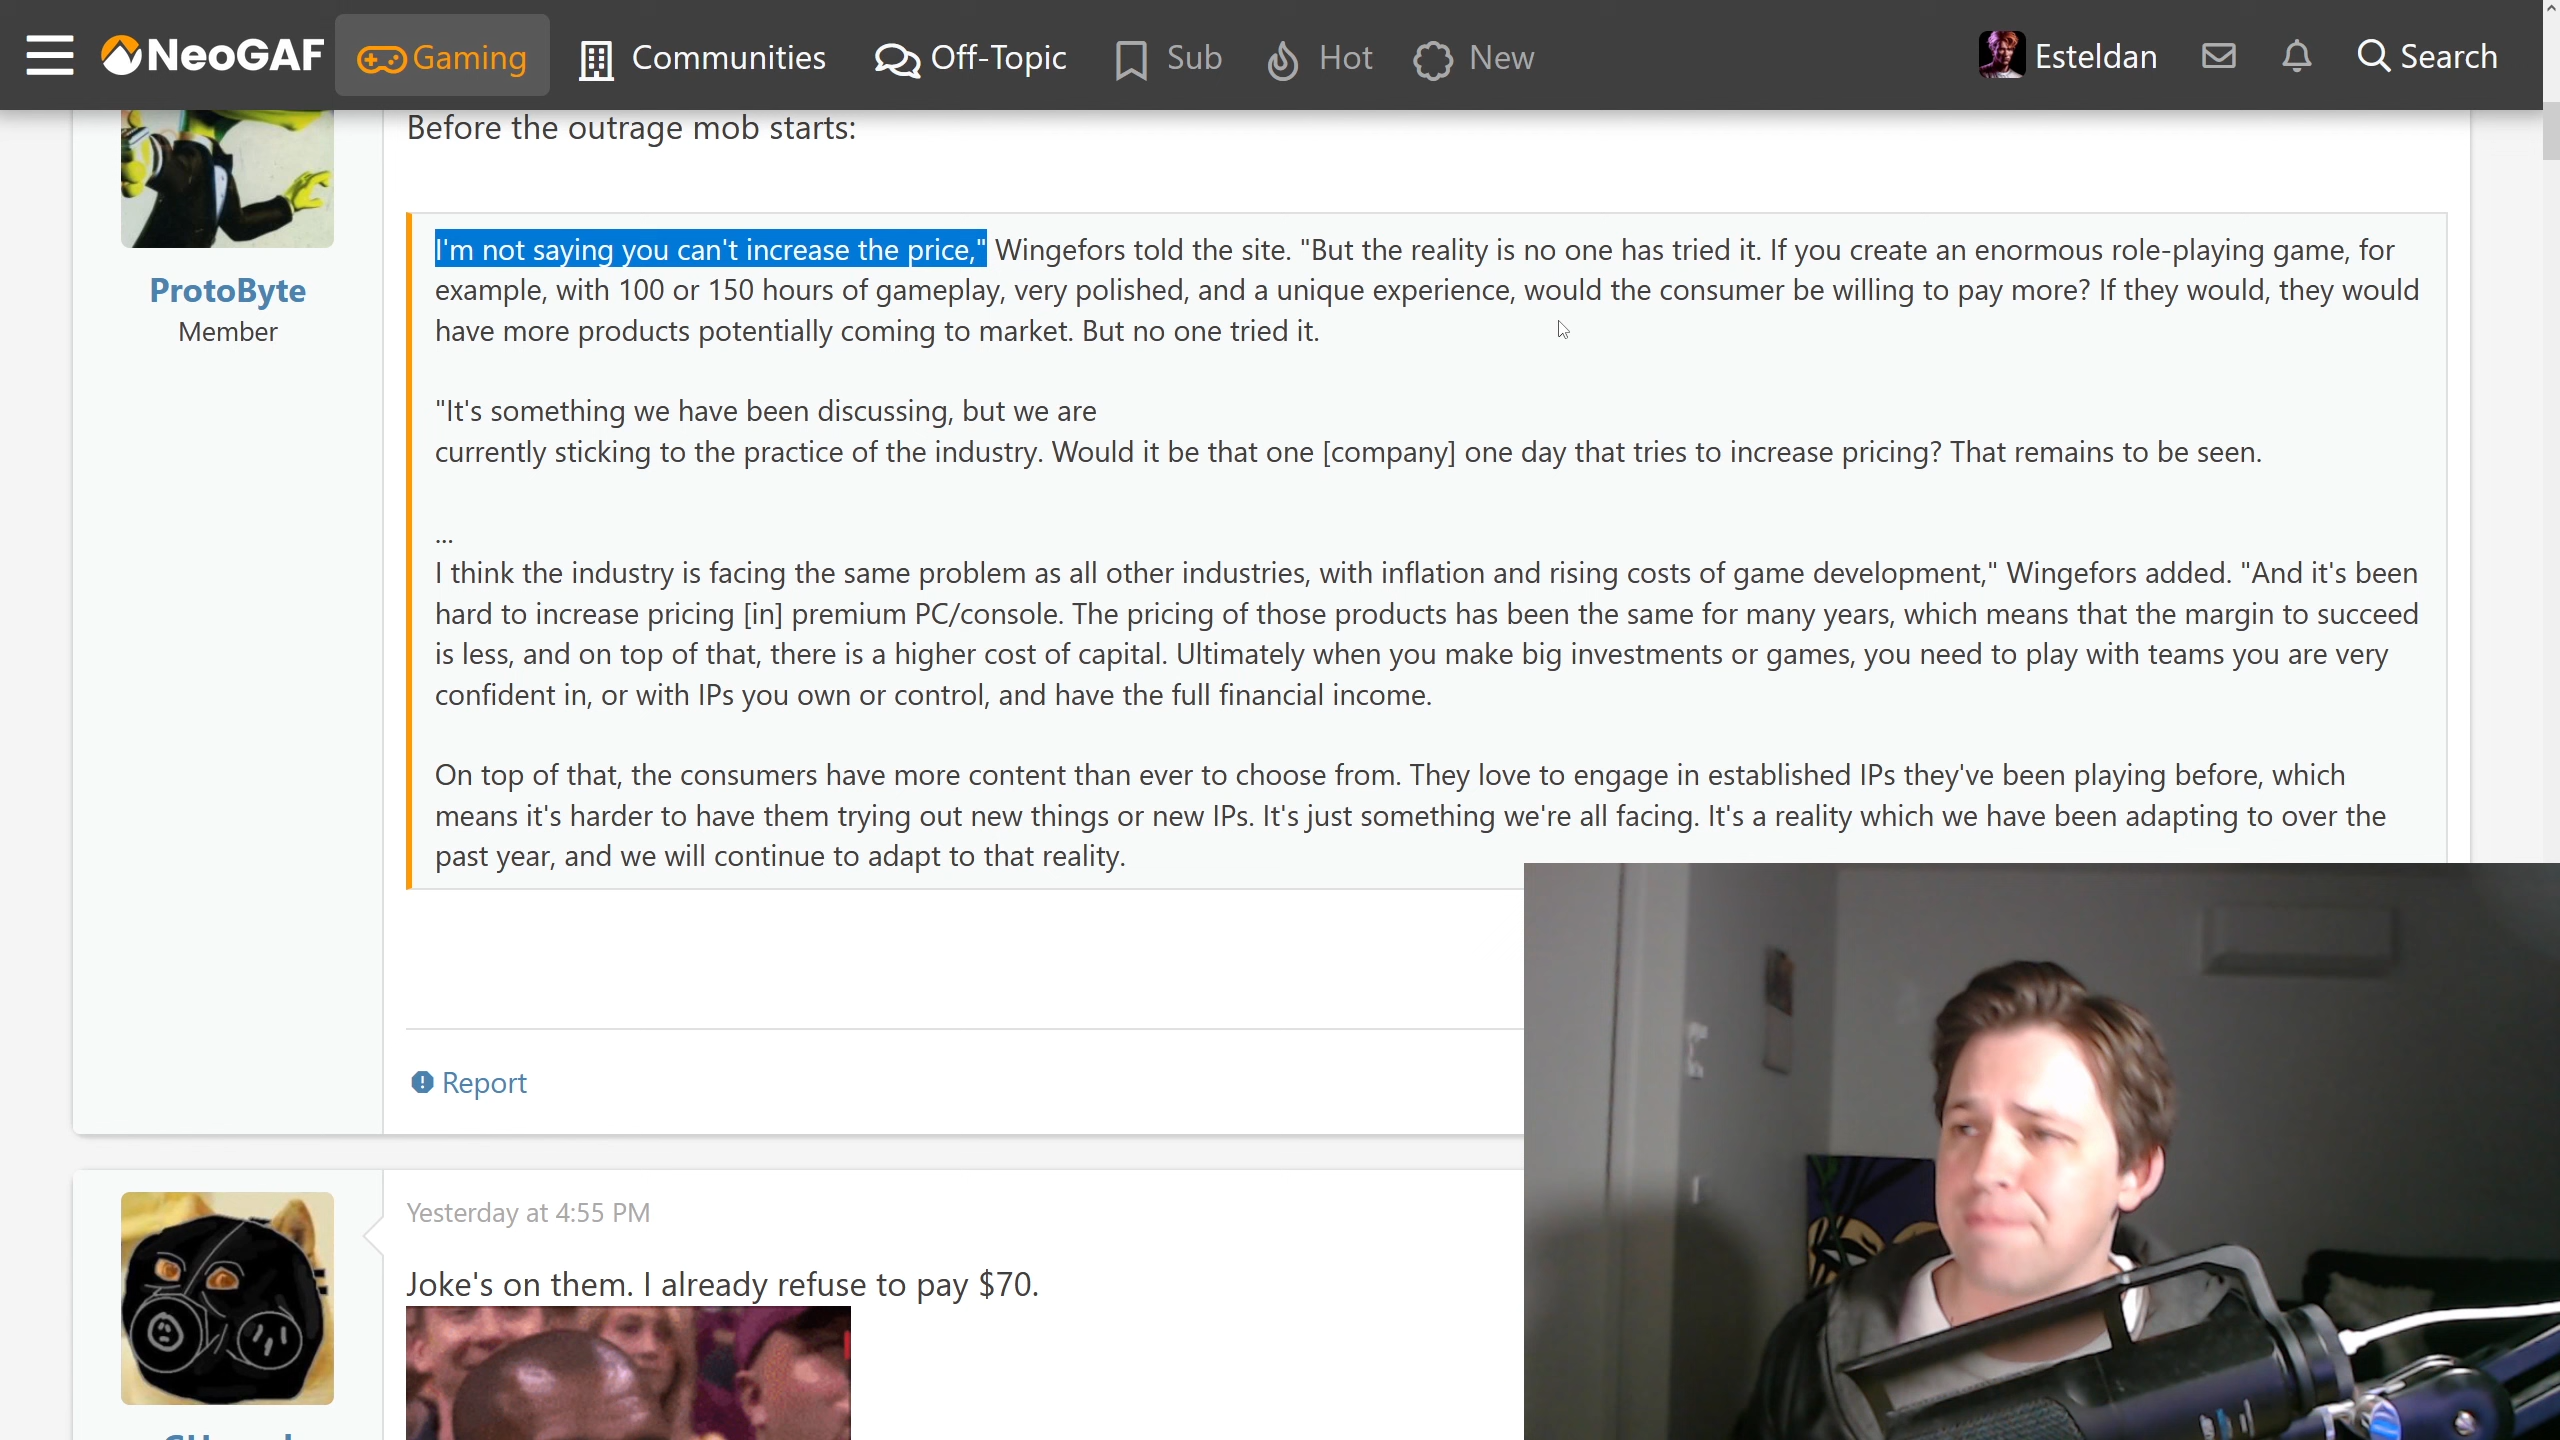 NeoGAF
Gaming
Communities
Off-Topic
Sub
Hot
New
Esteldan
Search
Before the outrage mob starts:
ProtoByte
Member
I'm not saying you can't increase the price," Wingefors told the site. "But the reality is no one has tried it. If you create an enormous role-playing game, for
example, with 100 or 150 hours of gameplay, very polished, and a unique experience, would the consumer be willing to pay more? If they would, they would
have more products potentially coming to market. But no one tried it.
"It's something we have been discussing, but we are
currently sticking to the practice of the industry. Would it be that one [company] one day that tries to increase pricing? That remains to be seen.
...
I think the industry is facing the same problem as all other industries, with inflation and rising costs of game development," Wingefors added. "And it's been
hard to increase pricing [in] premium PC/console. The pricing of those products has been the same for many years, which means that the margin to succeed
is less, and on top of that, there is a higher cost of capital. Ultimately when you make big investments or games, you need to play with teams you are very
confident in, or with IPs you own or control, and have the full financial income.
On top of that, the consumers have more content than ever to choose from. They love to engage in established IPs they've been playing before, which
means it's harder to have them trying out new things or new IPs. It's just something we're all facing. It's a reality which we have been adapting to over the
past year, and we will continue to adapt to that reality.
Report
Yesterday at 4:55 PM
Joke's on them. I already refuse to pay $70.